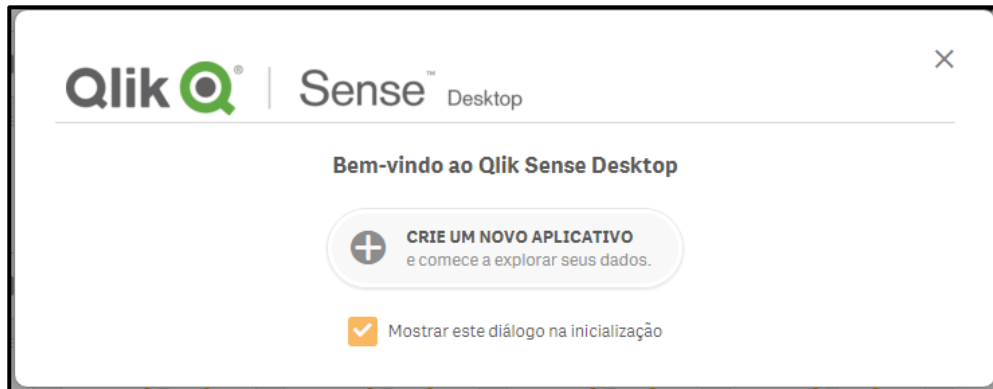 Qlik Q® | Sense™ Desktop
Bem-vindo ao Qlik Sense Desktop
CRIE UM NOVO APLICATIVO
e comece a explorar seus dados.
Mostrar este diálogo na inicialização